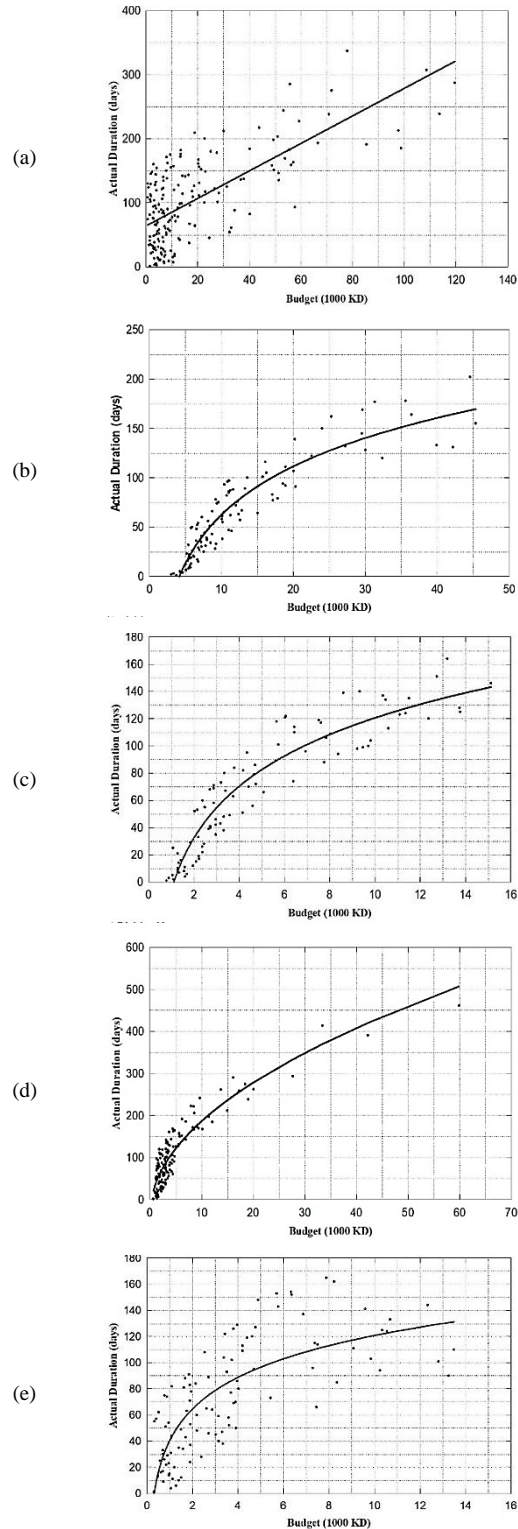 (a)
Actual Duration (days)
400
300
200
100
0
0 20 40 60 80 100 120 140
Budget (1000 KD)
(b)
Actual Duration (days)
250
200
150
100
50
0
0 10 20 30 40 50
Budget (1000 KD)
(c)
Actual Duration (days)
180
160
140
120
100
80
60
40
20
0
0 2 4 6 8 10 12 14 16
Budget (1000 KD)
(d)
Actual Duration (days)
600
500
400
300
200
100
0
0 10 20 30 40 50 60 70
Budget (1000 KD)
(e)
Actual Duration (days)
180
160
140
120
100
80
60
40
20
0
0 2 4 6 8 10 12 14 16
Budget (1000 KD)